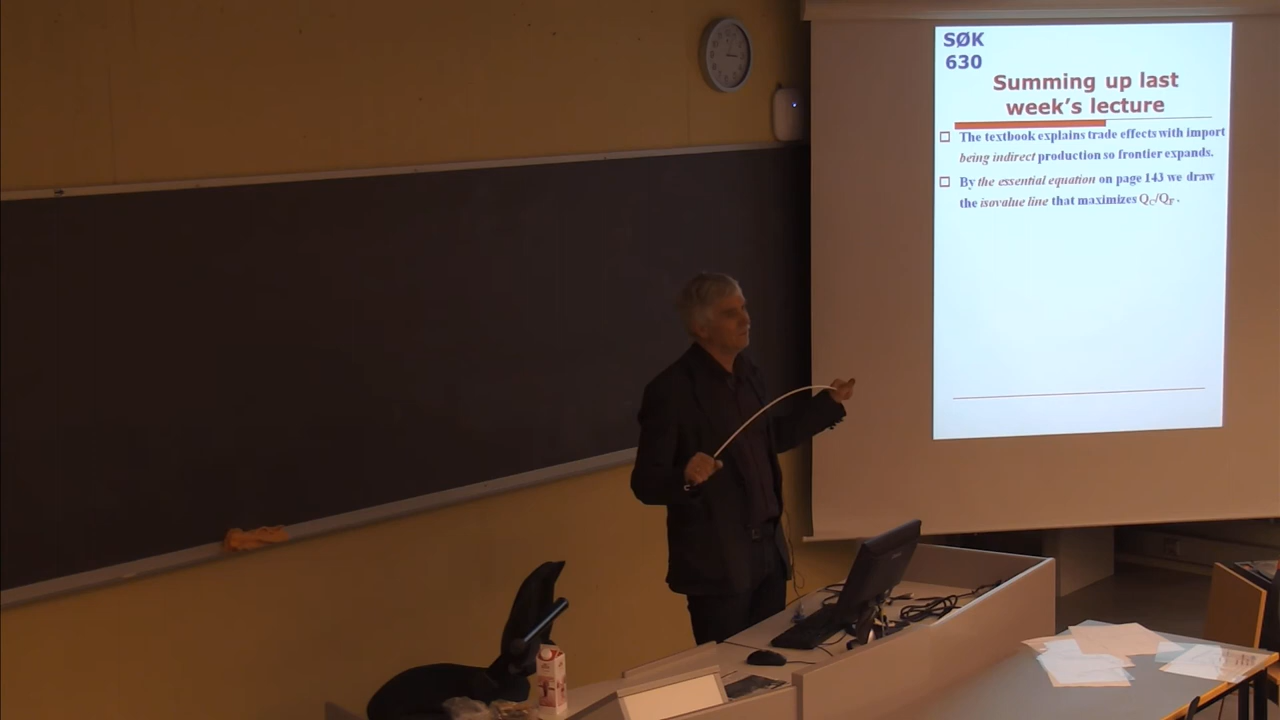 SØK
630
Summing up last
week's lecture
The textbook explains trade effects with import
being indirect production so frontier expands.
By the essential equation on page 143 we draw
the isovalue line that maximizes QC/QF .